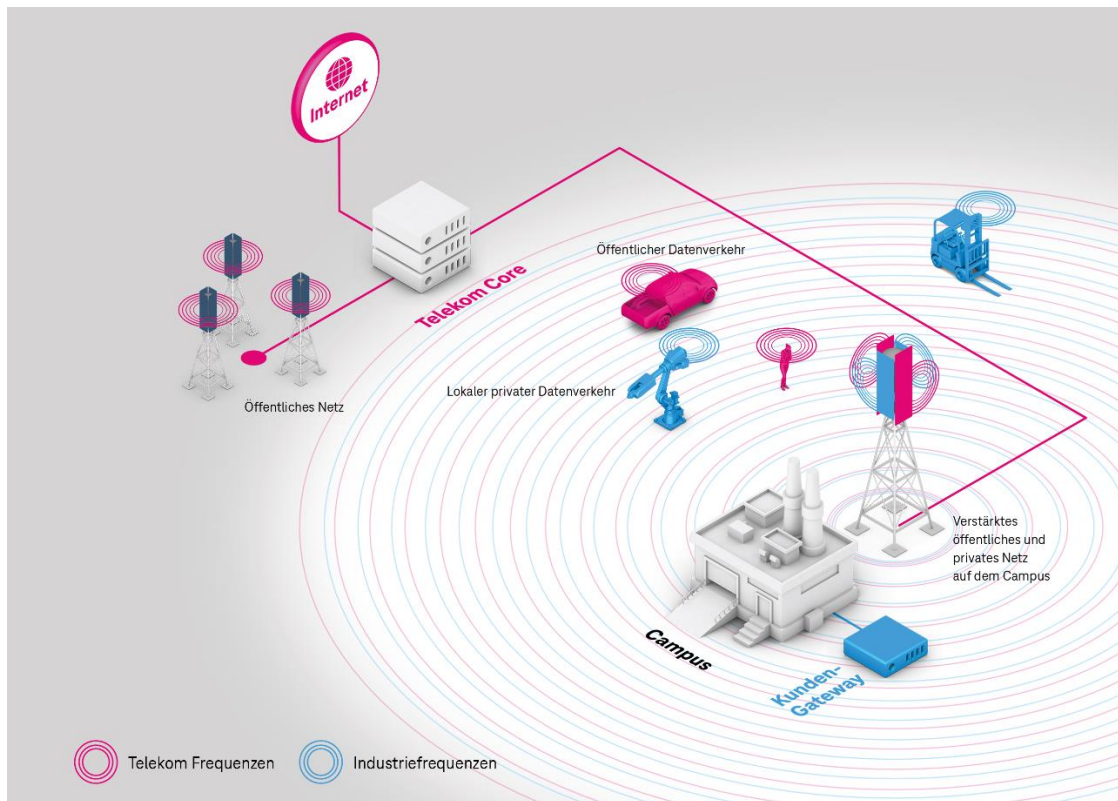 Internet
Telekom Core
Öffentlicher Datenverkehr
Öffentliches Netz
Lokaler privater Datenverkehr
Verstärktes
öffentliches und
privates Netz
auf dem Campus
Campus
Kunden-
Gateway
Telekom Frequenzen
Industriefrequenzen